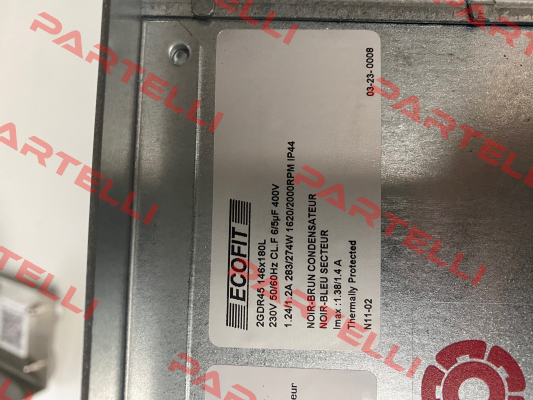 ECOFIT
2GDR45 146x180L
230V 50/60Hz CL.F 6/5µF 400V
1.24/1.2A 283/274W 1620/2000RPM IP44
NOIR-BRUN CONDENSATEUR
NOIR-BLEU SECTEUR
Imax :1.38/1.4 A
Thermally Protected
N11-02
03-23-0008
eur
PARTELLI
PARTELLI
PARTELLI
PARTELLI
PARTELLI